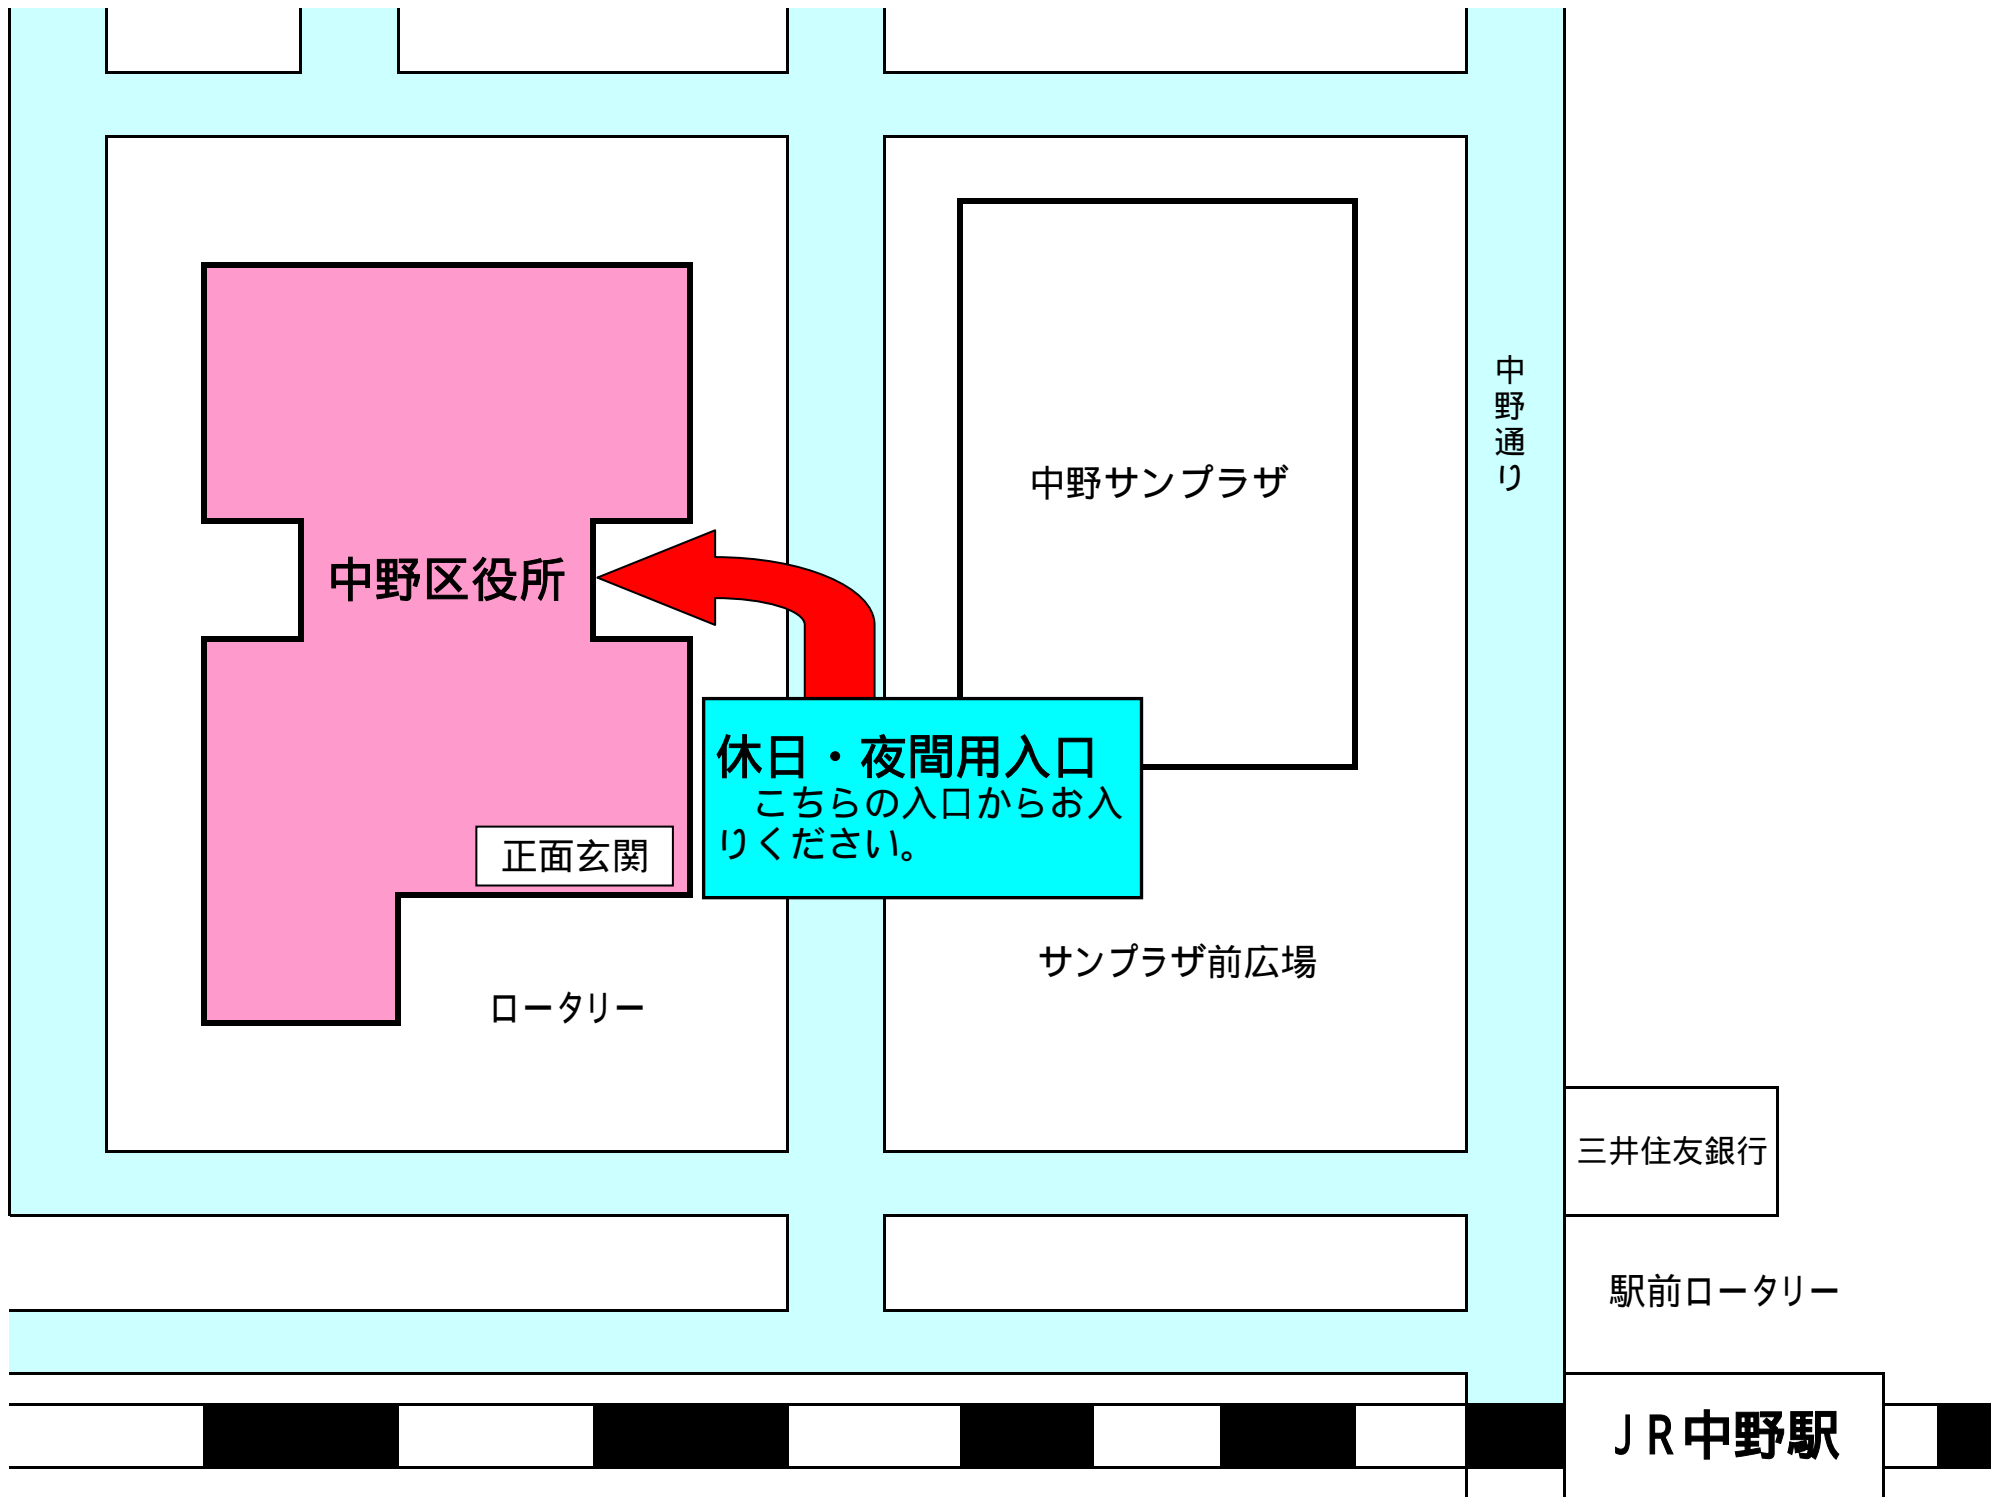 中野通り
中野サンプラザ
中野区役所
休日・夜間用入口
　こちらの入口からお入
りください。
正面玄関
サンプラザ前広場
ロータリー
三井住友銀行
駅前ロータリー
ＪＲ中野駅